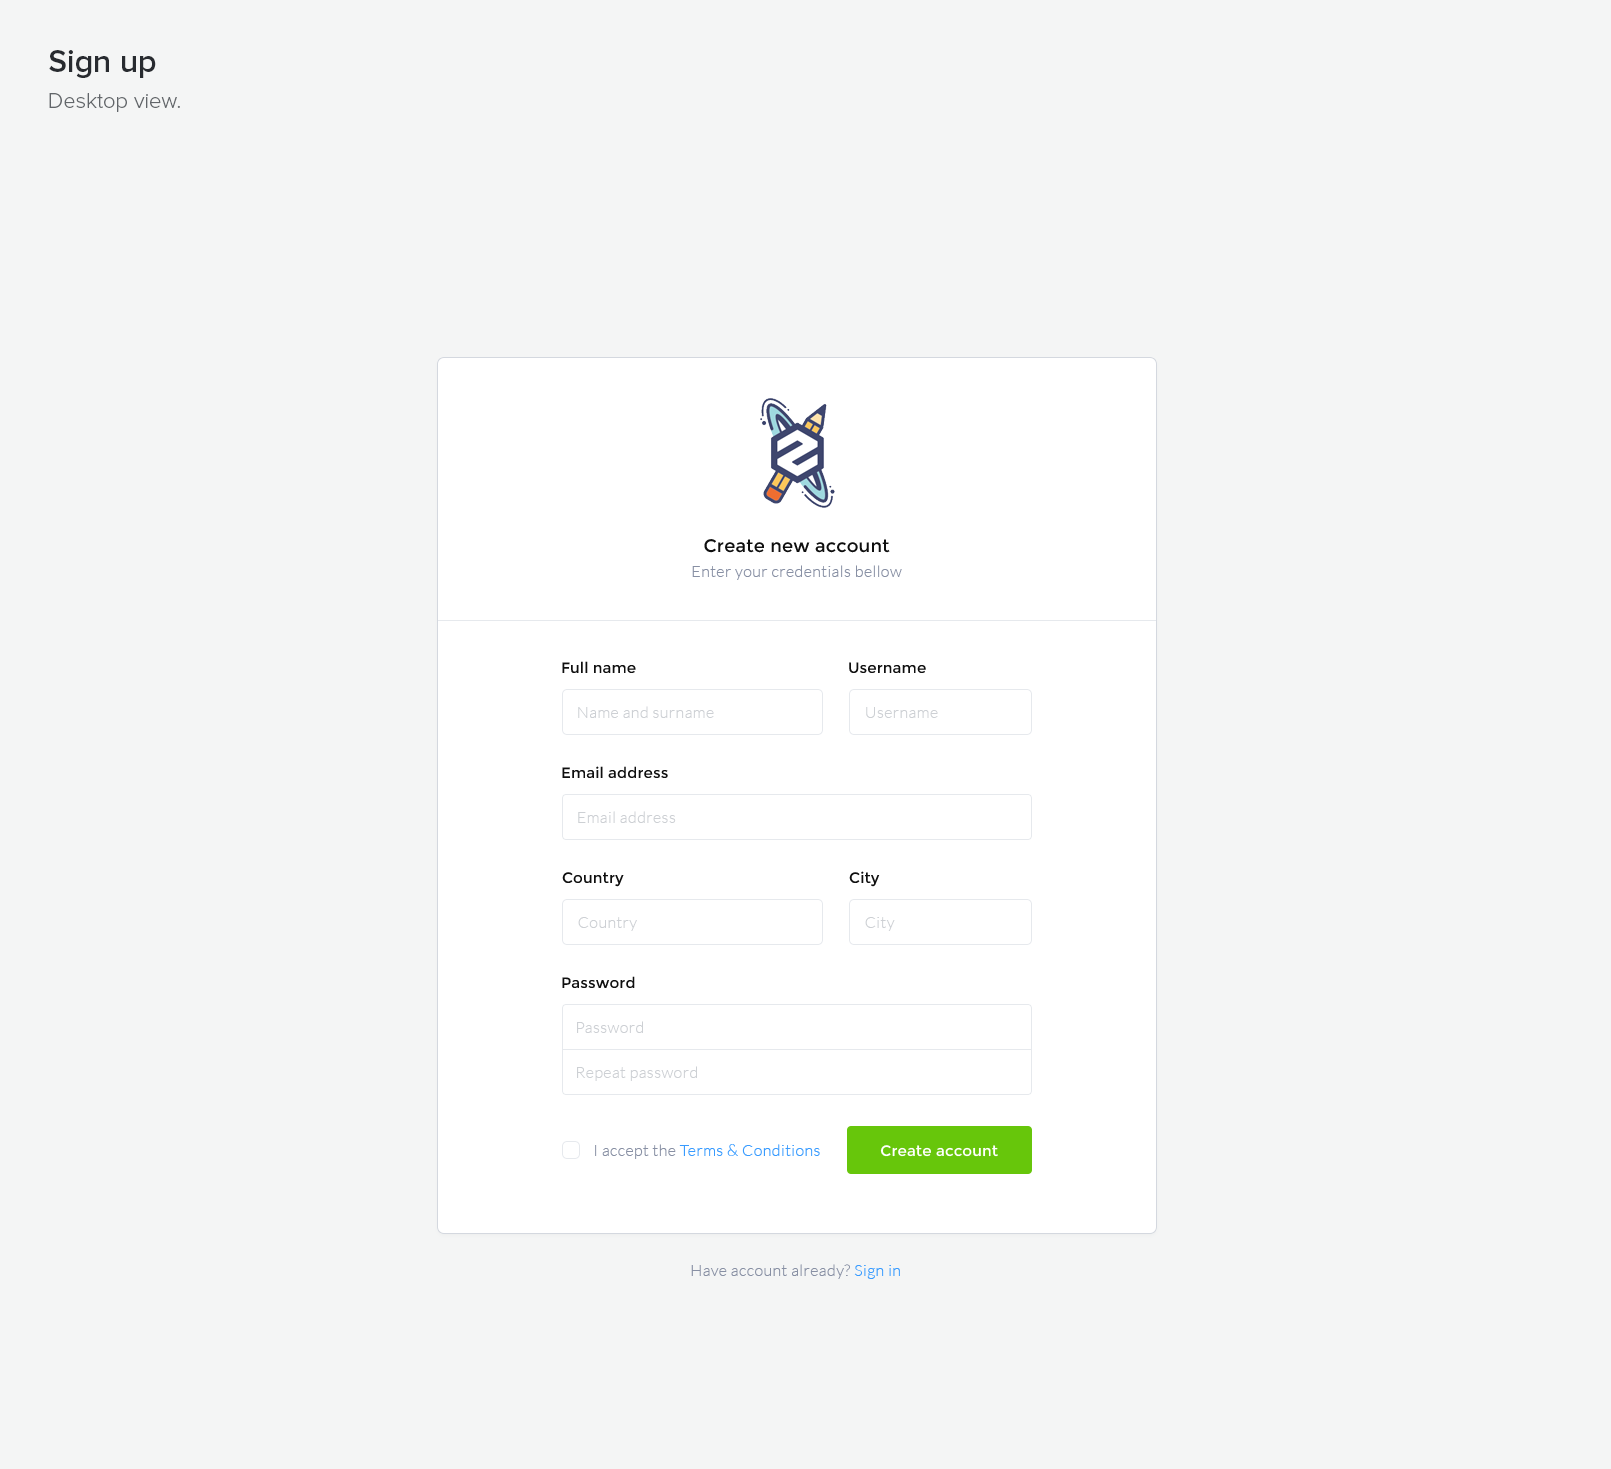 Sign up
Desktop view.
Create new account
Enter your credentials bellow
Full name
Username
Name and surname
Username
Email address
Email address
Country
City
Country
City
Password
Password
Repeat password
I accept the Terms & Conditions
Create account
Have account already? Sign in